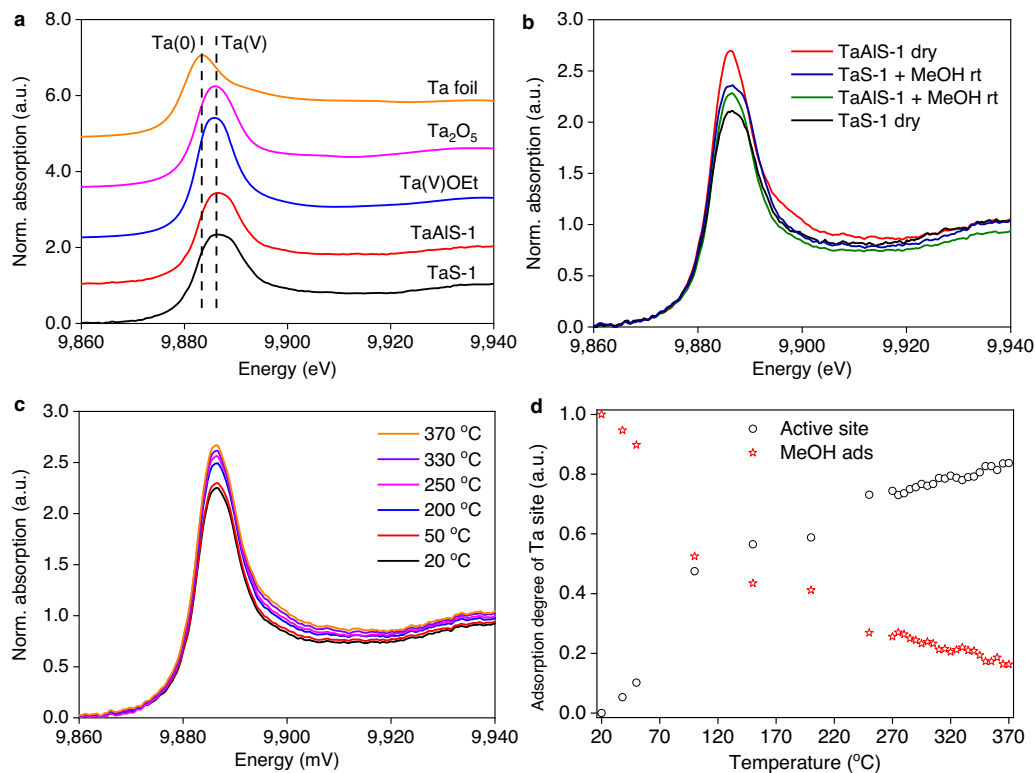 a
8.0
6.0
4.0
2.0
0.0
Norm. absorption (a.u.)
Ta(0)
Ta(V)
Ta foil
Ta₂O₅
Ta(V)OEt
TaAlS-1
TaS-1
9,860
9,880
9,900
9,920
9,940
Energy (eV)
b
3.0
2.5
2.0
1.5
1.0
0.5
0.0
Norm. absorption (a.u.)
TaAlS-1 dry
TaS-1 + MeOH rt
TaAlS-1 + MeOH rt
TaS-1 dry
9,860
9,880
9,900
9,920
9,940
Energy (eV)
c
3.0
2.5
2.0
1.5
1.0
0.5
0.0
Norm. absorption (a.u.)
370 °C
330 °C
250 °C
200 °C
50 °C
20 °C
9,860
9,880
9,900
9,920
9,940
Energy (mV)
d
1.0
0.8
0.6
0.4
0.2
0.0
Adsorption degree of Ta site (a.u.)
Active site
MeOH ads
20
70
120
170
220
270
320
370
Temperature (°C)